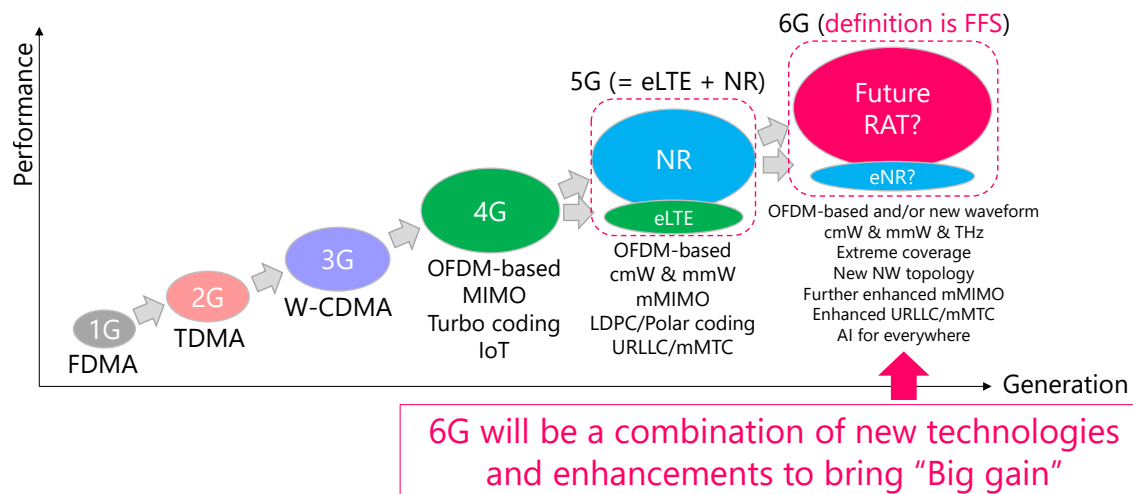 Performance
1G
FDMA
2G
TDMA
3G
W-CDMA
4G
OFDM-based
MIMO
Turbo coding
IoT
5G (= eLTE + NR)
NR
eLTE
OFDM-based
cmW & mmW
mMIMO
LDPC/Polar coding
URLLC/mMTC
6G (definition is FFS)
Future
RAT?
eNR?
OFDM-based and/or new waveform
cmW & mmW & THz
Extreme coverage
New NW topology
Further enhanced mMIMO
Enhanced URLLC/mMTC
AI for everywhere
Generation
6G will be a combination of new technologies
and enhancements to bring “Big gain”